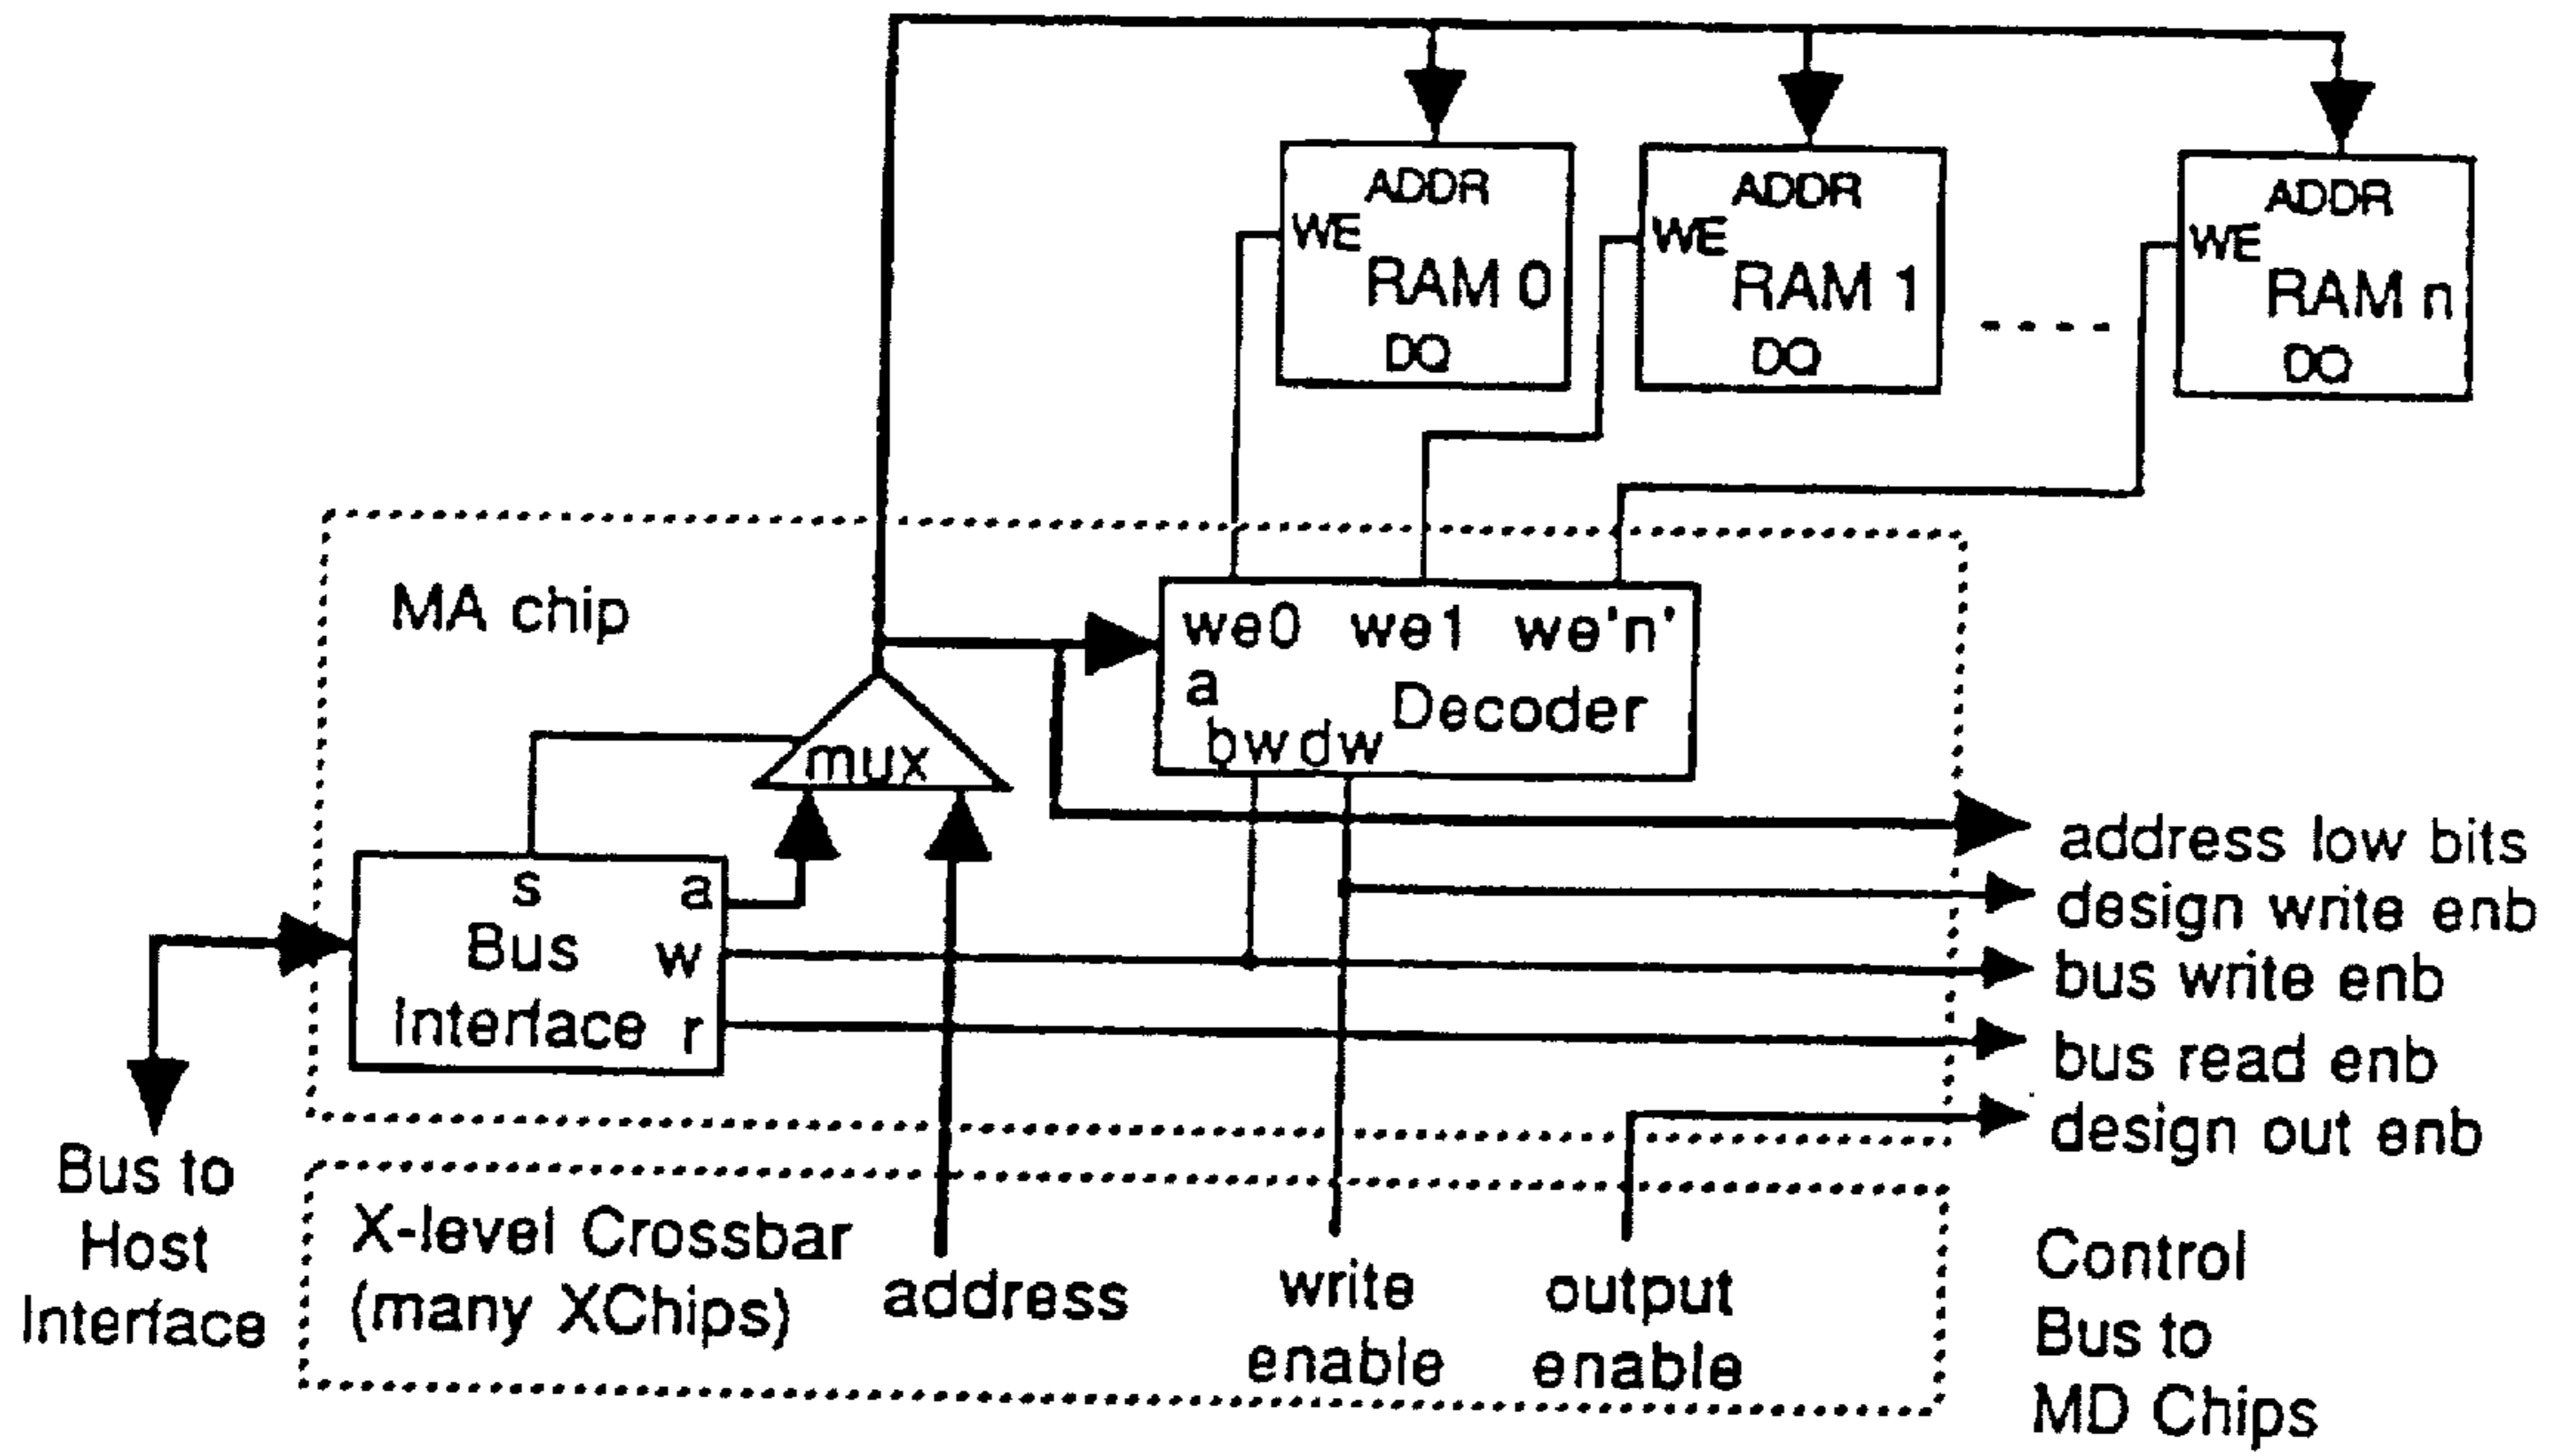 ADDR
WE
RAM 0
DQ
ADDR
WE
RAM 1
DQ
ADDR
WE
RAM n
DQ
MA chip
we0 we1 we'n'
a
Decoder
bw dw
mux
s
a
Bus
w
Interface
r
address low bits
design write enb
bus write enb
bus read enb
design out enb
Bus to
Host
Interface
X-level Crossbar
(many XChips)
address
write
enable
output
enable
Control
Bus to
MD Chips